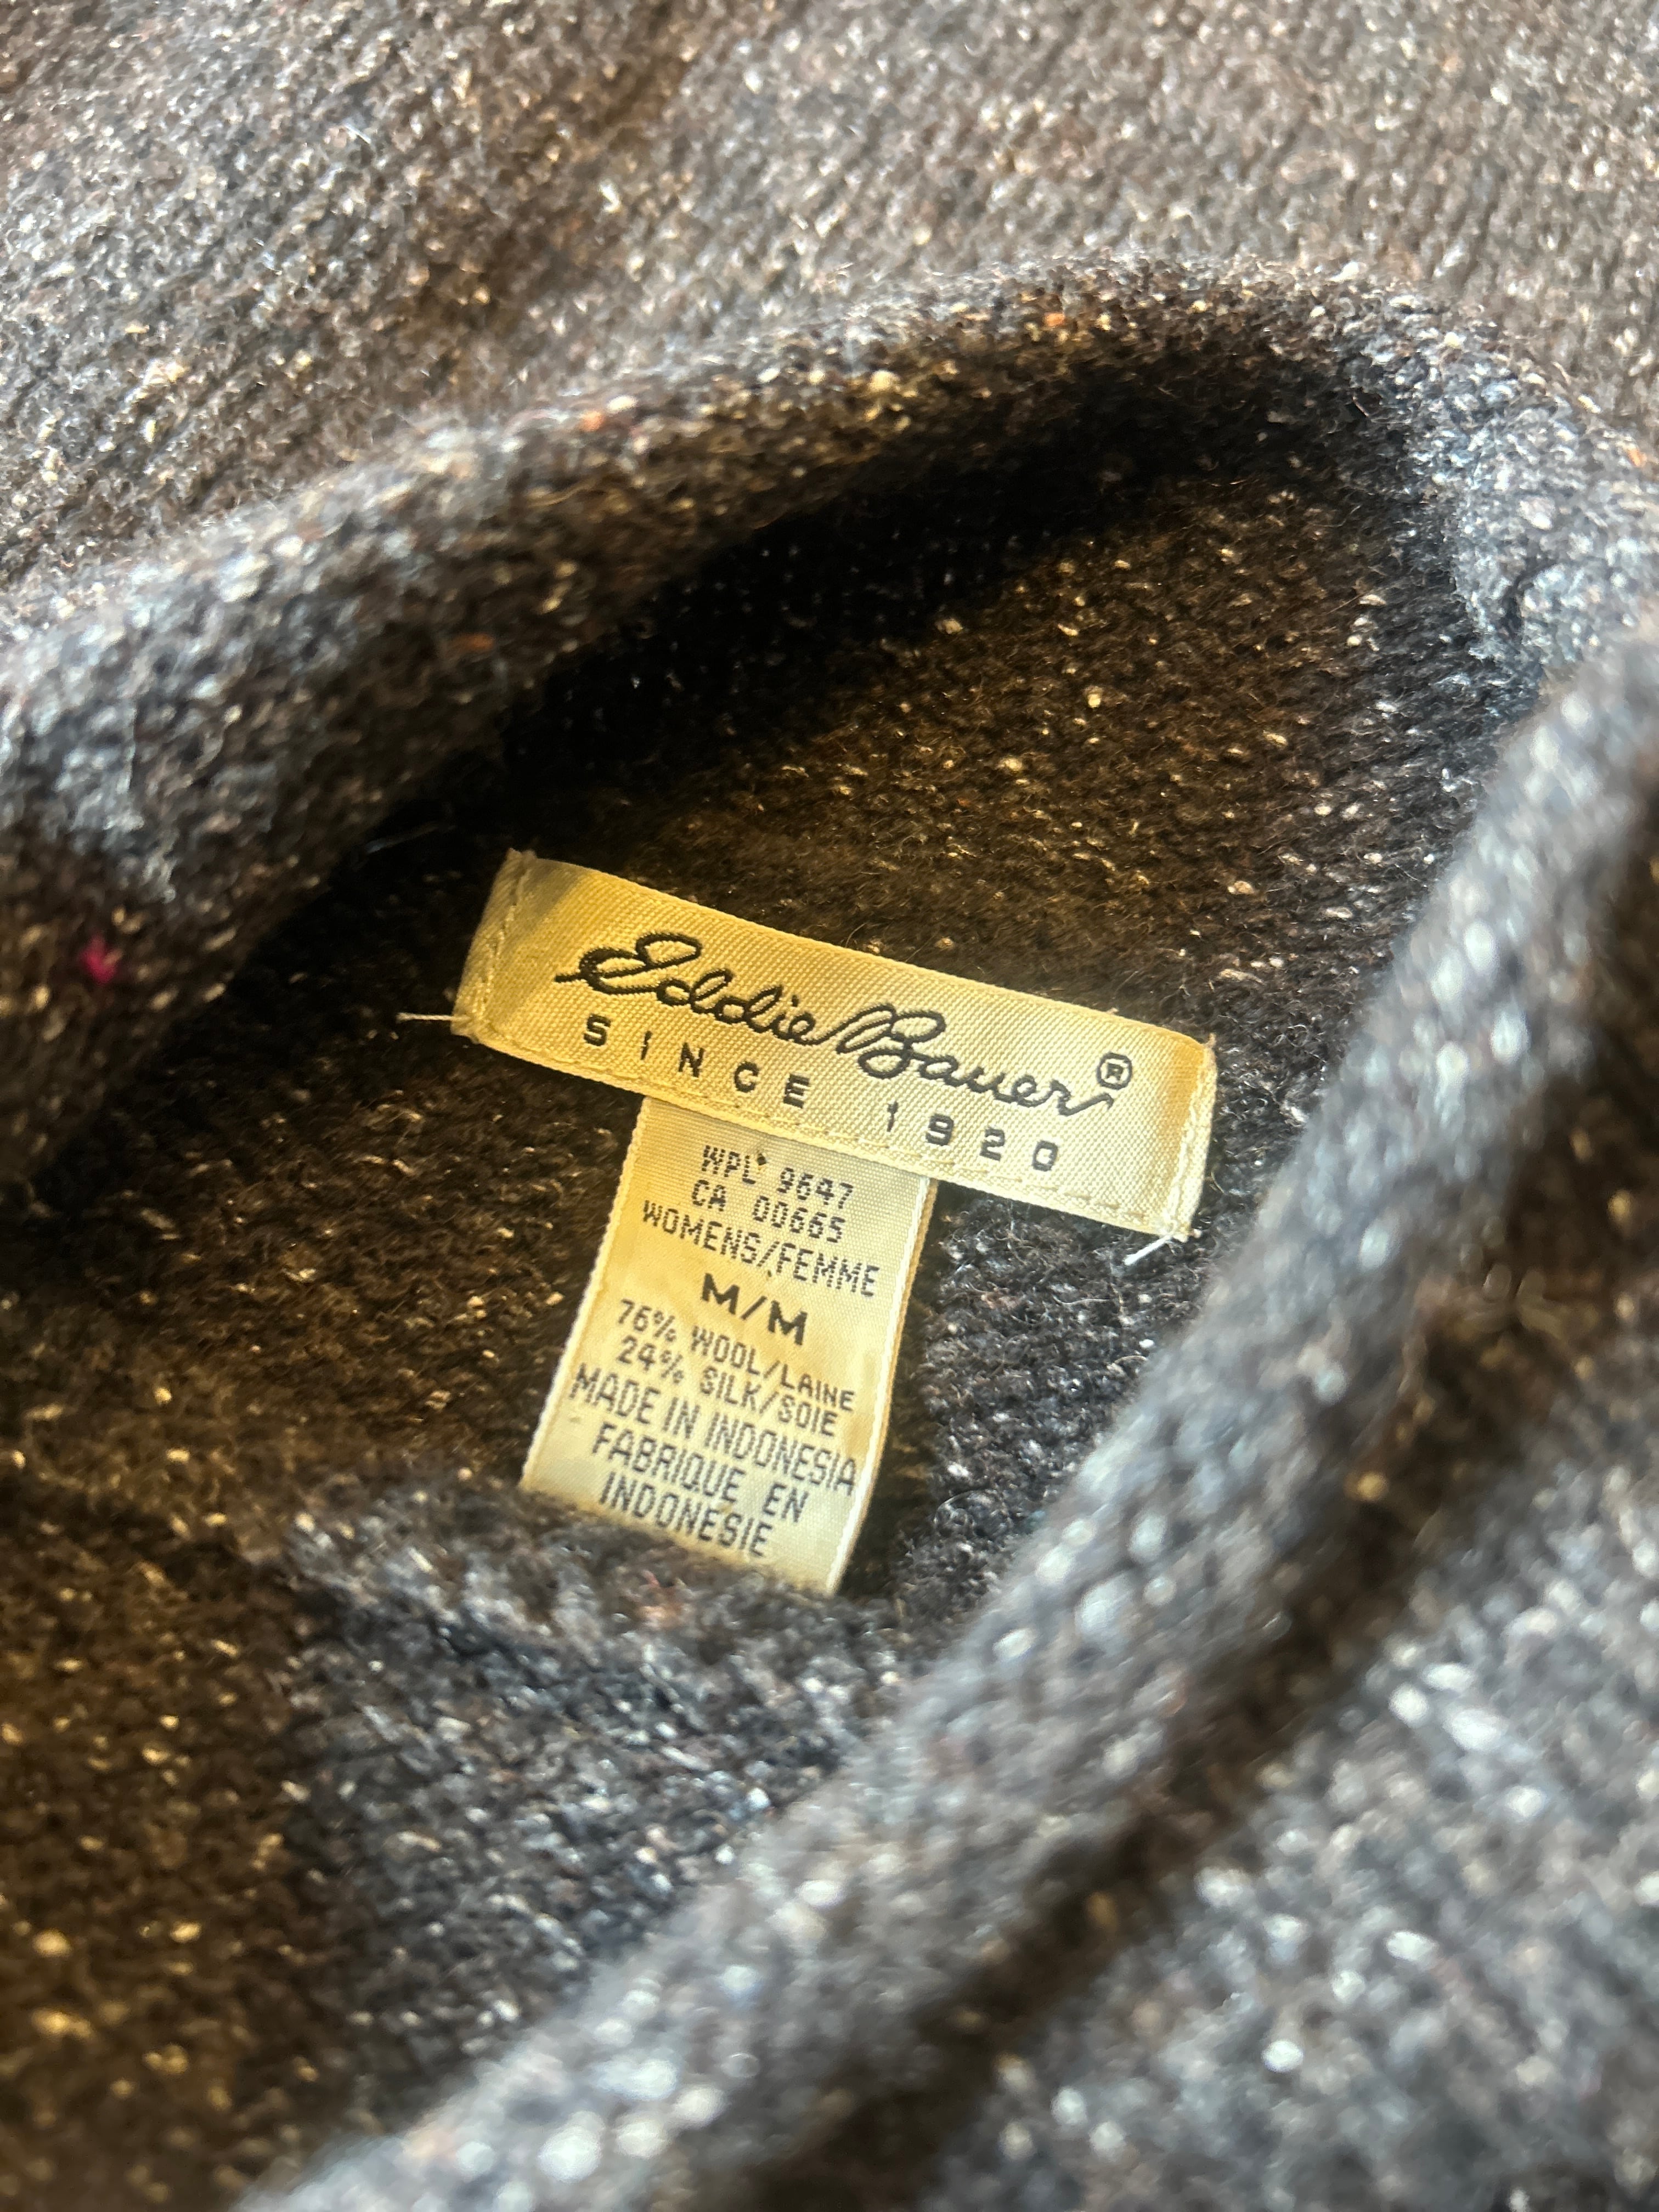 Eddie Bauer®
SINCE 1920
WPL 9647
CA 00665
WOMENS/FEMME
M/M
76% WOOL/LAINE
24% SILK/SOIE
MADE IN INDONESIA
FABRIQUE EN
INDONESIE